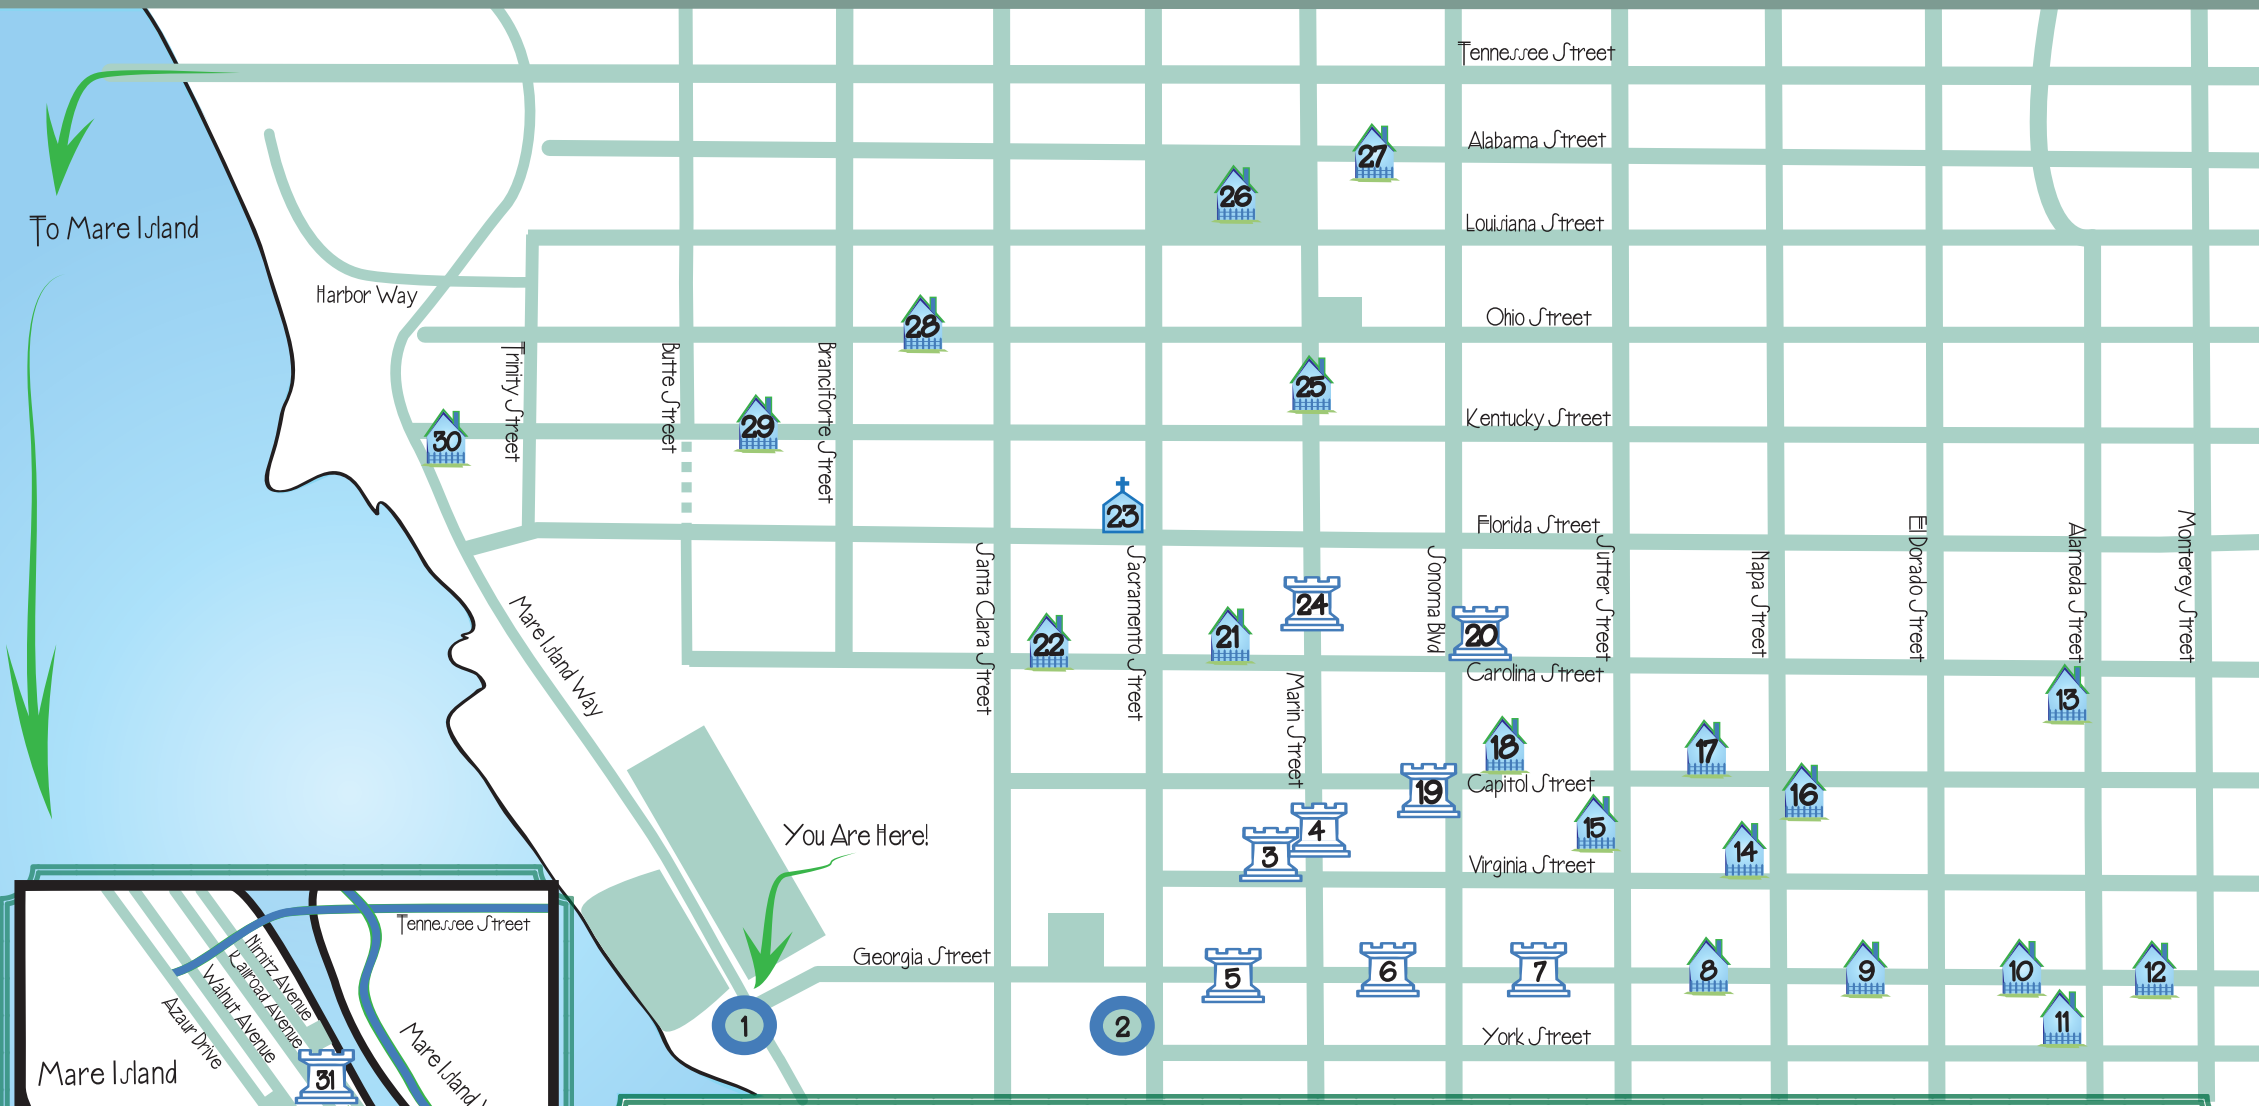 Tennessee Street
Alabama Street
27
26
To Mare Island
Louisiana Street
Harbor Way
28
Ohio Street
Trinity Street
Butte Street
Branciforte Street
25
29
30
Kentucky Street
23
Florida Street
Santa Clara Street
Sacramento Street
Sonoma Blvd
Sutter Street
Napa Street
El Dorado Street
Alameda Street
Monterey Street
24
20
21
22
Mare Island Way
Marin Street
Carolina Street
13
18
17
19
Capitol Street
16
15
4
3
14
You Are Here!
Virginia Street
Georgia Street
5
6
7
8
9
10
12
11
1
2
York Street
Tennessee Street
Nimitz Avenue
Railroad Avenue
Walnut Avenue
Azaur Drive
Mare Island
Mare Island
31